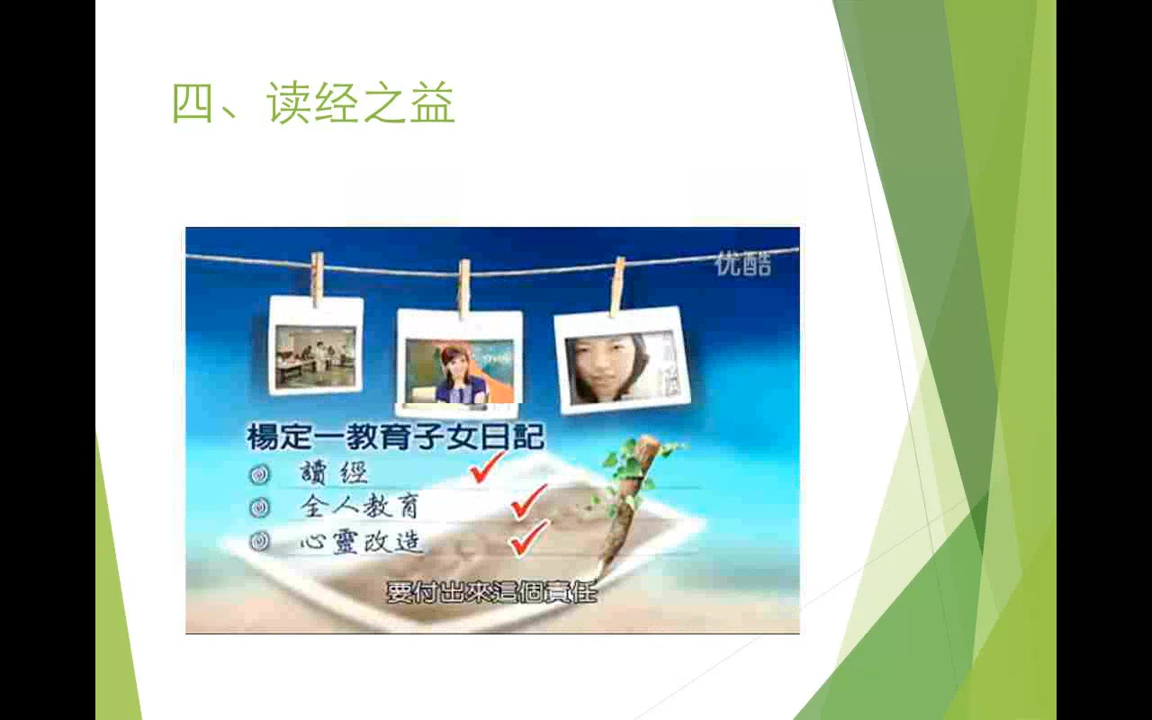 四、读经之益
优酷
楊定一教育子女日記
讀經
全人教育
心靈改造
要付出來這個責任